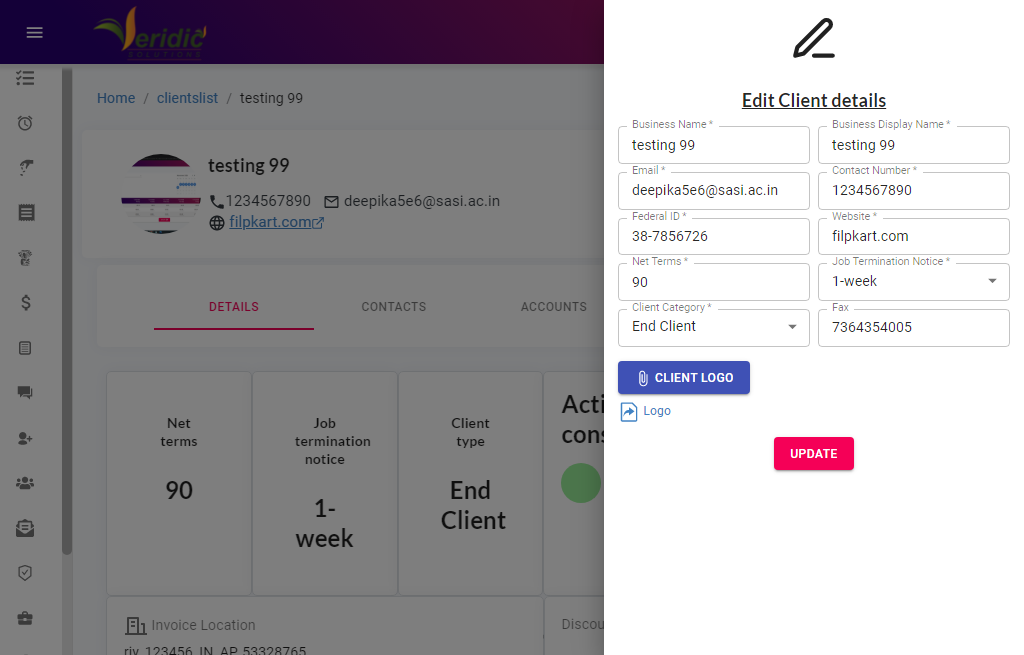 Veridic
SOLUTIONS
Home / clientslist / testing 99
testing 99
1234567890 deepika5e6@sasi.ac.in
filpkart.com
DETAILS CONTACTS ACCOUNTS
Net
terms
90
Job
termination
notice
1-
week
Client
type
End
Client
Acti
cons
Invoice Location
riv, 123456, IN, AP, 53328765
Discou
Edit Client details
Business Name *
testing 99
Business Display Name *
testing 99
Email *
deepika5e6@sasi.ac.in
Contact Number *
1234567890
Federal ID *
38-7856726
Website *
filpkart.com
Net Terms *
90
Job Termination Notice *
1-week
Client Category *
End Client
Fax
7364354005
CLIENT LOGO
Logo
UPDATE